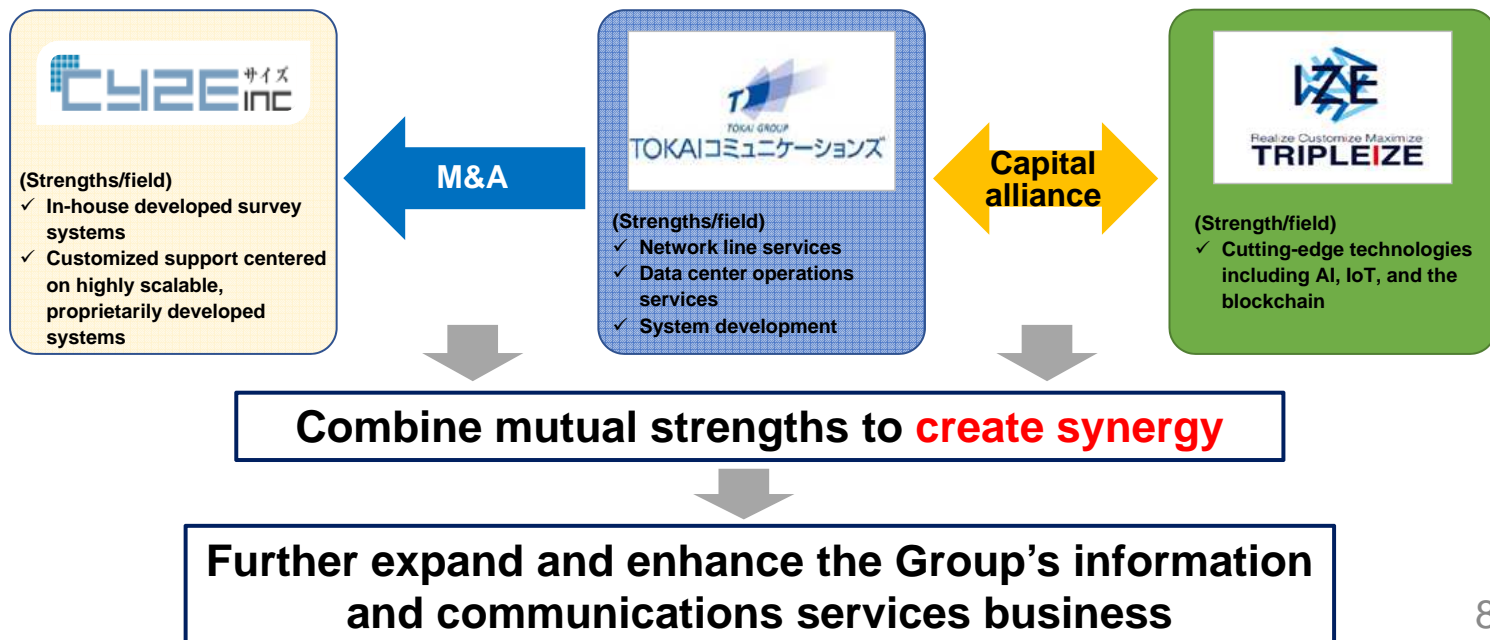 CYZE サイズ
inc
(Strengths/field)
✓ In-house developed survey
systems
✓ Customized support centered
on highly scalable,
proprietarily developed
systems
M&A
T
TOKAI GROUP
TOKAIコミュニケーションズ
(Strengths/field)
✓ Network line services
✓ Data center operations
services
✓ System development
Capital
alliance
IZE
Realize Customize Maximize
TRIPLEIZE
(Strength/field)
✓ Cutting-edge technologies
including AI, IoT, and the
blockchain
Combine mutual strengths to create synergy
Further expand and enhance the Group’s information
and communications services business
8